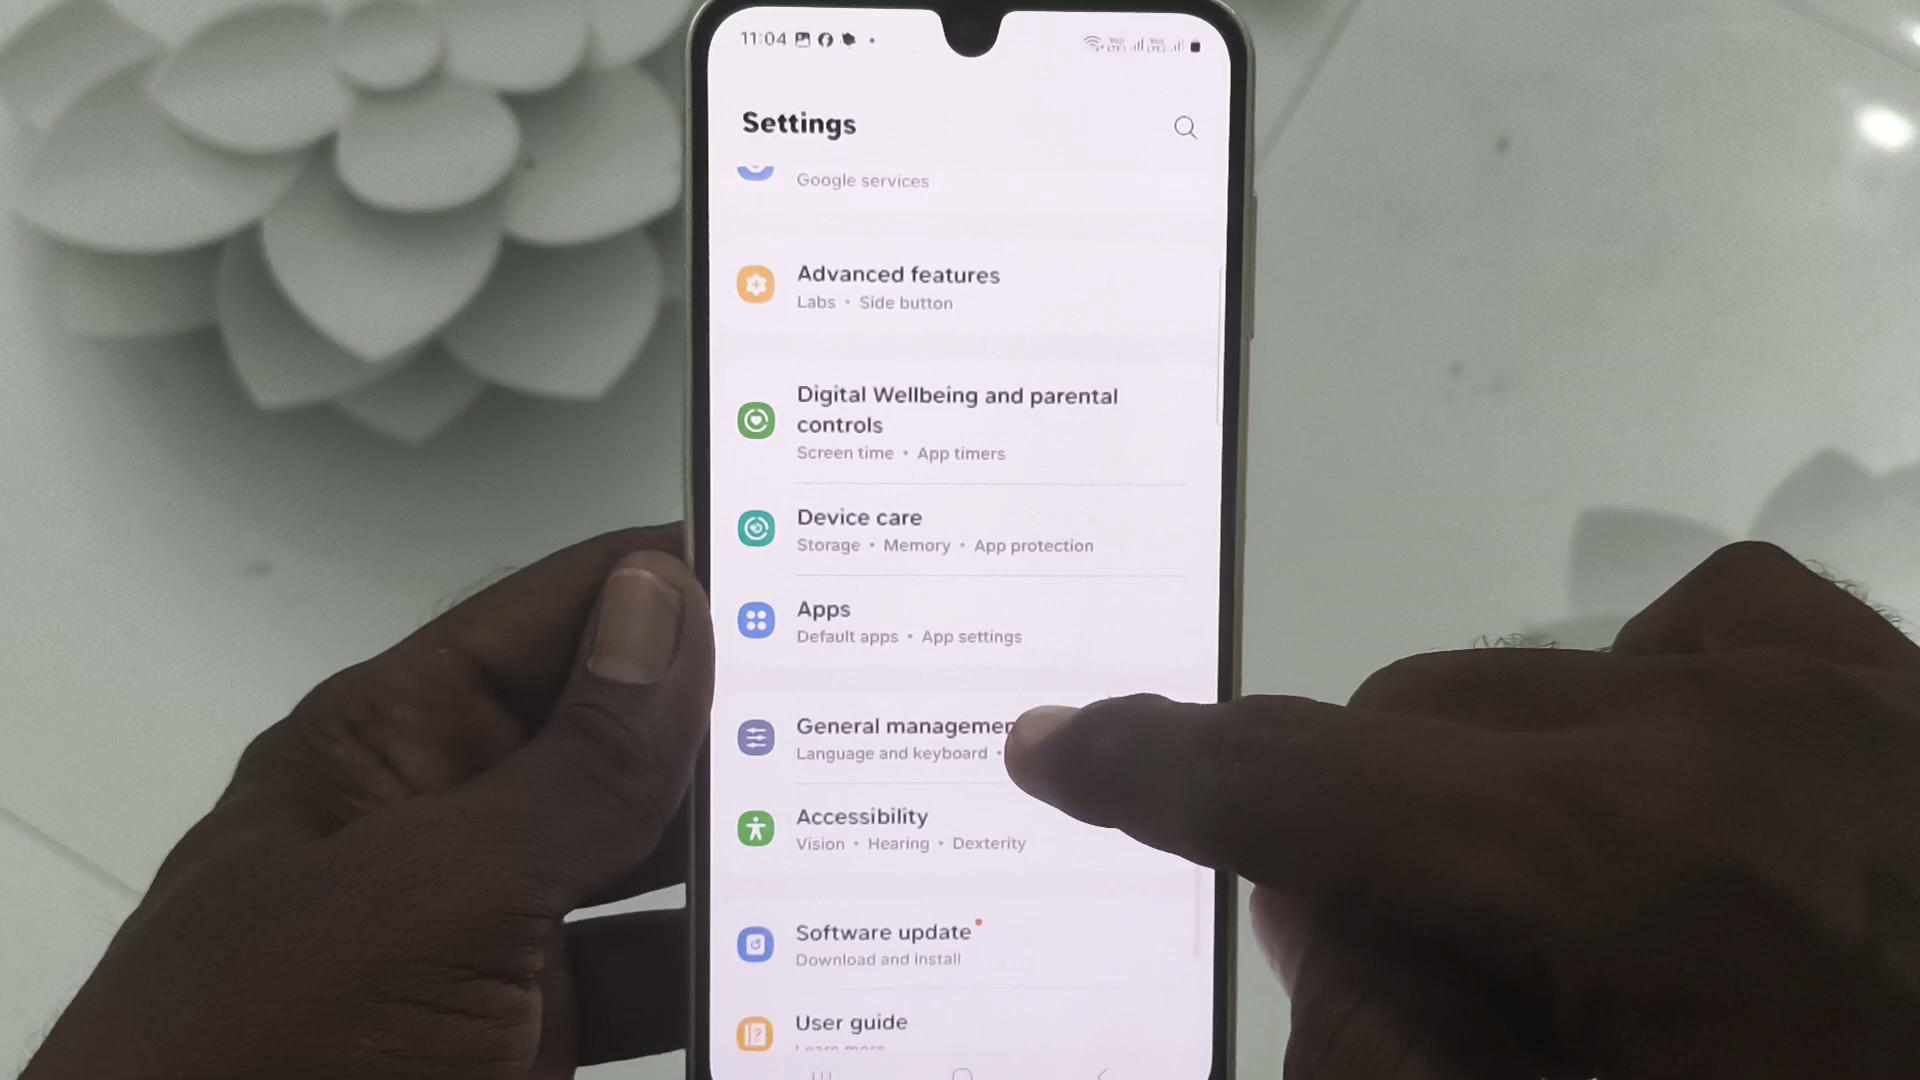 11:04
Settings
Google services
Advanced features
Labs • Side button
Digital Wellbeing and parental
controls
Screen time • App timers
Device care
Storage • Memory • App protection
Apps
Default apps • App settings
General managemen
Language and keyboard •
Accessibility
Vision • Hearing • Dexterity
Software update
Download and install
User guide
Learn more